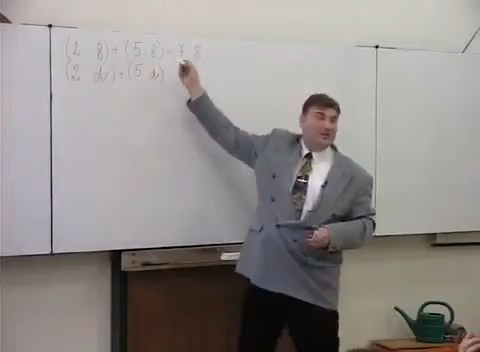 (2 8) + (5 8) = 7 8
(2 d) + (5 d)